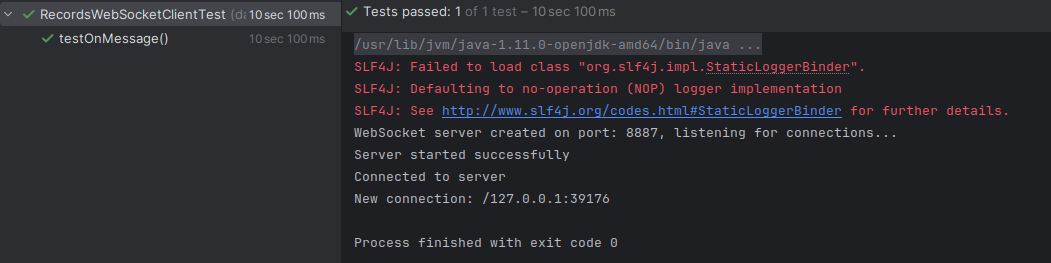 RecordsWebSocketClientTest (da 10 sec 100 ms
testOnMessage() 10 sec 100 ms
Tests passed: 1 of 1 test – 10 sec 100 ms
/usr/lib/jvm/java-1.11.0-openjdk-amd64/bin/java ...
SLF4J: Failed to load class "org.slf4j.impl.StaticLoggerBinder".
SLF4J: Defaulting to no-operation (NOP) logger implementation
SLF4J: See http://www.slf4j.org/codes.html#StaticLoggerBinder for further details.
WebSocket server created on port: 8887, listening for connections...
Server started successfully
Connected to server
New connection: /127.0.0.1:39176
Process finished with exit code 0